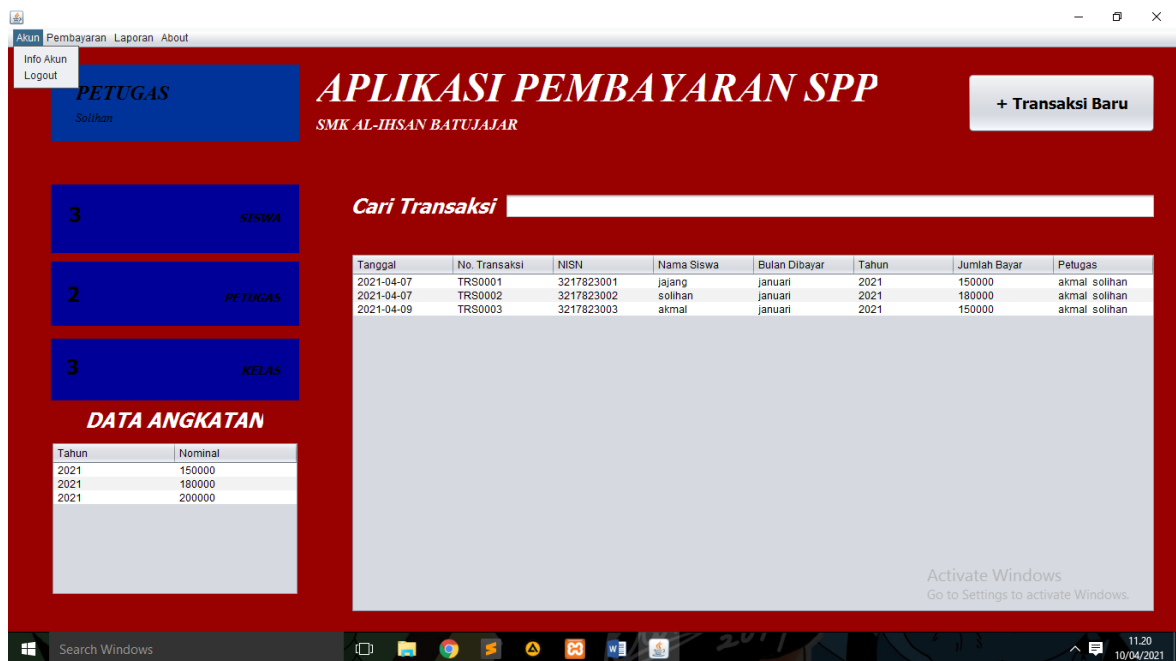 Akun Pembayaran Laporan About
Info Akun
Logout
PETUGAS
Solihan
APLIKASI PEMBAYARAN SPP
SMK AL-IHSAN BATUJAJAR
+ Transaksi Baru
3 SISWA
2 PETUGAS
3 KELAS
DATA ANGKATAN
Tahun Nominal
2021 150000
2021 180000
2021 200000
Cari Transaksi
Tanggal No. Transaksi NISN Nama Siswa Bulan Dibayar Tahun Jumlah Bayar Petugas
2021-04-07 TRS0001 3217823001 jajang januari 2021 150000 akmal solihan
2021-04-07 TRS0002 3217823002 solihan januari 2021 180000 akmal solihan
2021-04-09 TRS0003 3217823003 akmal januari 2021 150000 akmal solihan
Activate Windows
Go to Settings to activate Windows.
Search Windows
11.20
10/04/2021